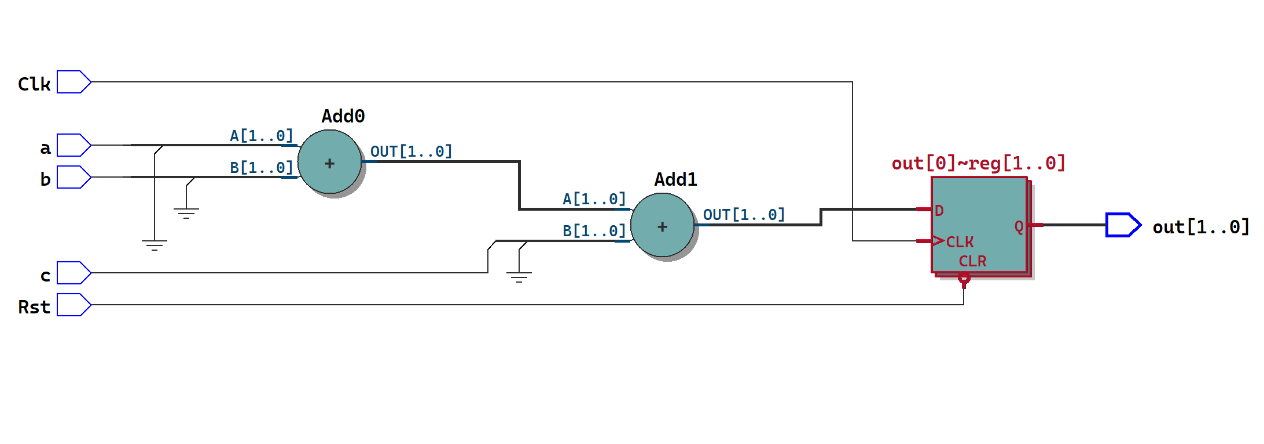 Clk
Add0
a
A[1..0]
OUT[1..0]
b
B[1..0]
+
Add1
A[1..0]
OUT[1..0]
B[1..0]
+
out[0]~reg[1..0]
D
Q
CLK
CLR
out[1..0]
c
Rst